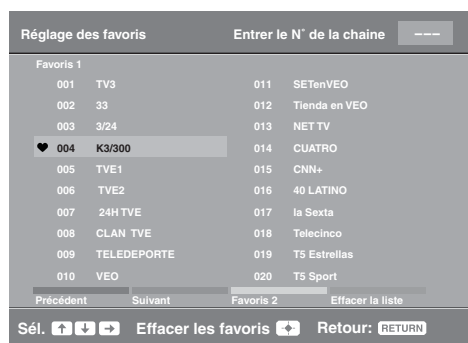 Réglage des favoris Entrer le N° de la chaine ---
Favoris 1
001 TV3 011 SETenVEO
002 33 012 Tienda en VEO
003 3/24 013 NET TV
004 K3/300 014 CUATRO
005 TVE1 015 CNN+
006 TVE2 016 40 LATINO
007 24H TVE 017 la Sexta
008 CLAN TVE 018 Telecinco
009 TELEDEPORTE 019 T5 Estrellas
010 VEO 020 T5 Sport
Précédent Suivant Favoris 2 Effacer la liste
Sél. Effacer les favoris Retour: RETURN